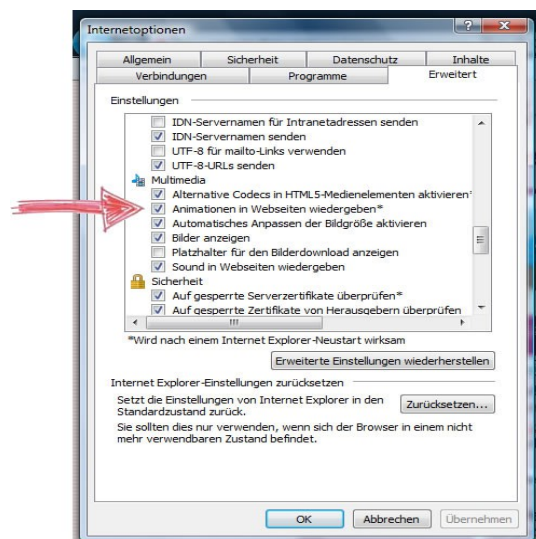 Internetoptionen
Allgemein Sicherheit Datenschutz Inhalte
Verbindungen Programme Erweitert
Einstellungen
IDN-Servernamen für Intranetadressen senden
IDN-Servernamen senden
UTF-8 für mailto-Links verwenden
UTF-8-URLs senden
Multimedia
Alternative Codecs in HTML5-Medienelementen aktivieren*
Animationen in Webseiten wiedergeben*
Automatisches Anpassen der Bildgröße aktivieren
Bilder anzeigen
Platzhalter für den Bilderdownload anzeigen
Sound in Webseiten wiedergeben
Sicherheit
Auf gesperrte Serverzertifikate überprüfen*
Auf gesperrte Zertifikate von Herausgebern überprüfen
*Wird nach einem Internet Explorer-Neustart wirksam
Erweiterte Einstellungen wiederherstellen
Internet Explorer-Einstellungen zurücksetzen
Setzt die Einstellungen von Internet Explorer in den
Standardzustand zurück.
Zurücksetzen...
Sie sollten dies nur verwenden, wenn sich der Browser in einem nicht
mehr verwendbaren Zustand befindet.
OK Abbrechen Übernehmen